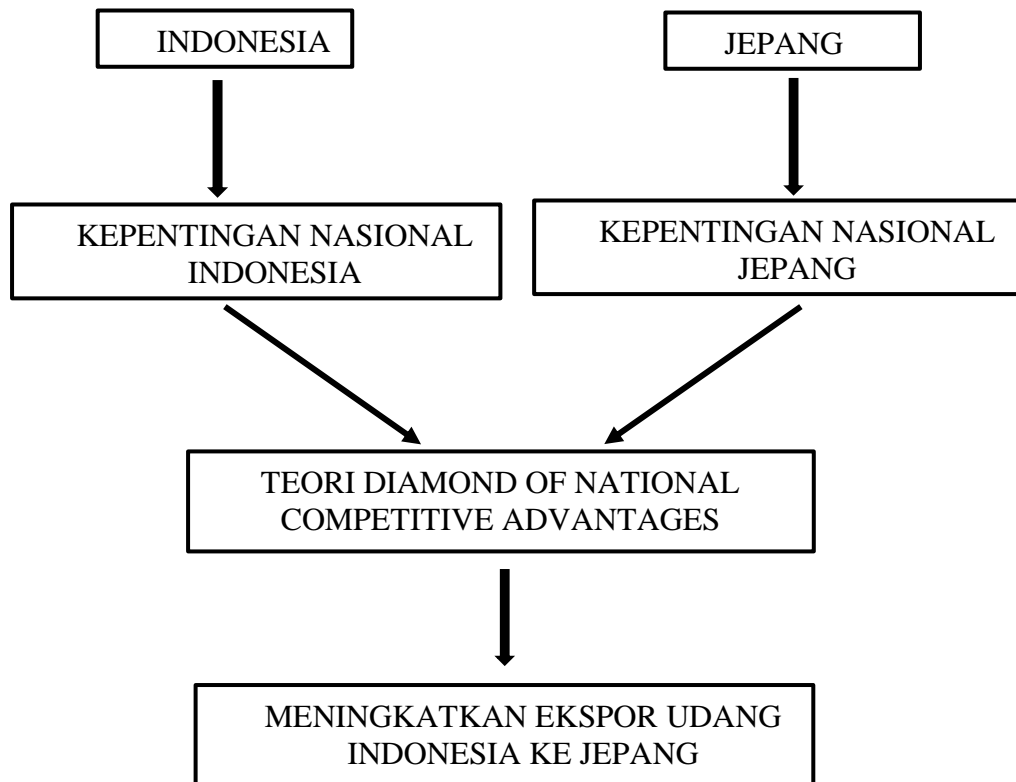 INDONESIA
JEPANG
KEPENTINGAN NASIONAL
INDONESIA
KEPENTINGAN NASIONAL
JEPANG
TEORI DIAMOND OF NATIONAL
COMPETITIVE ADVANTAGES
MENINGKATKAN EKSPOR UDANG
INDONESIA KE JEPANG